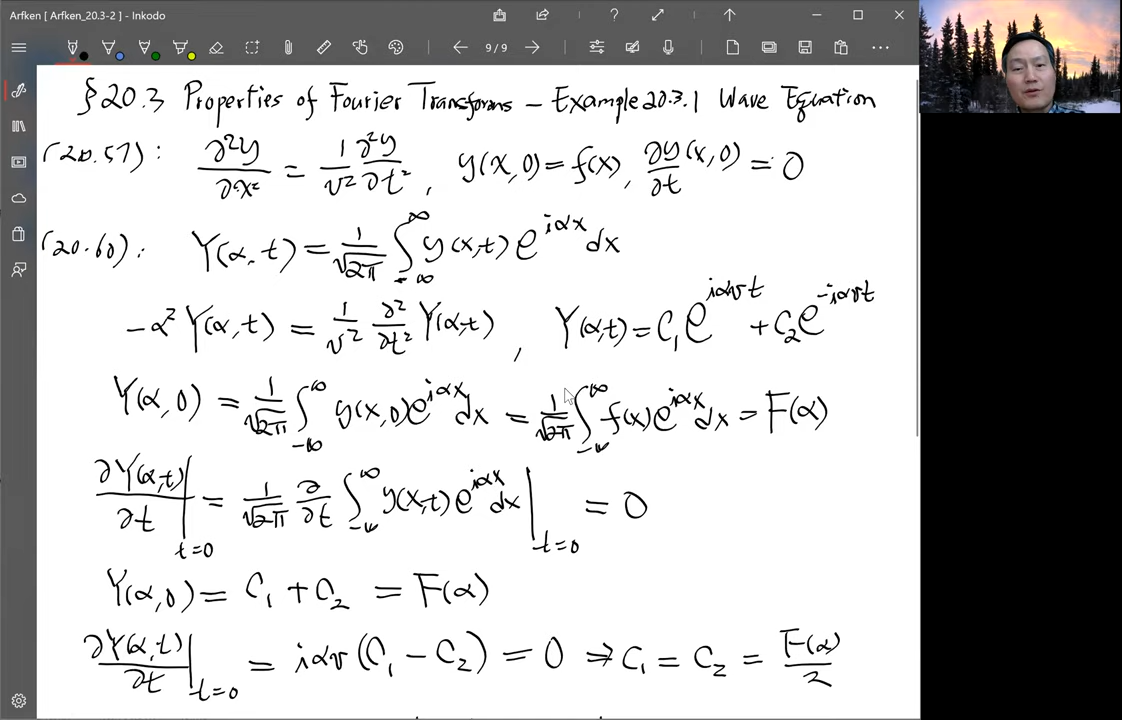 Arfken [ Arfken_20.3-2 ] - Inkodo
9 / 9
§ 20.3 Properties of Fourier Transforms – Example 20.3.1 Wave Equation
(20.57): ∂²y/∂x² = 1/v² ∂²y/∂t², y(x,0) = f(x), ∂y(x,0)/∂t = 0
(20.60): Y(α,t) = 1/√2π ∫_{-∞}^{∞} y(x,t) e^{iαx} dx
-α² Y(α,t) = 1/v² ∂²/∂t² Y(α,t), Y(α,t) = C₁e^{iαvt} + C₂e^{-iαvt}
Y(α,0) = 1/√2π ∫_{-∞}^{∞} y(x,0) e^{iαx} dx = 1/√2π ∫_{-∞}^{∞} f(x) e^{iαx} dx = F(α)
∂Y(α,t)/∂t |_{t=0} = 1/√2π ∂/∂t ∫_{-∞}^{∞} y(x,t) e^{iαx} dx |_{t=0} = 0
Y(α,0) = C₁ + C₂ = F(α)
∂Y(α,t)/∂t |_{t=0} = iαv(C₁ - C₂) = 0 ⇒ C₁ = C₂ = F(α)/2